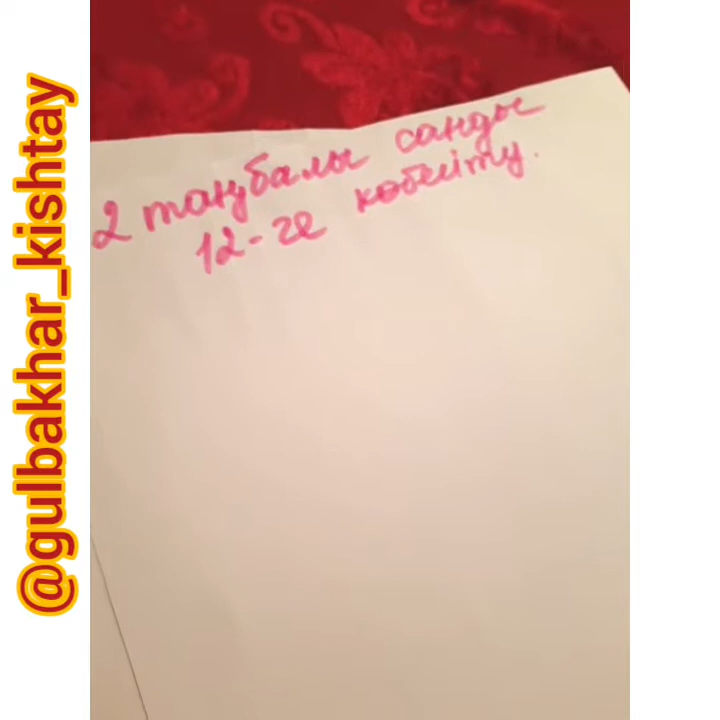 @gulbakhar_kishtay
2 таңбалы санды
12-ге көбейту.